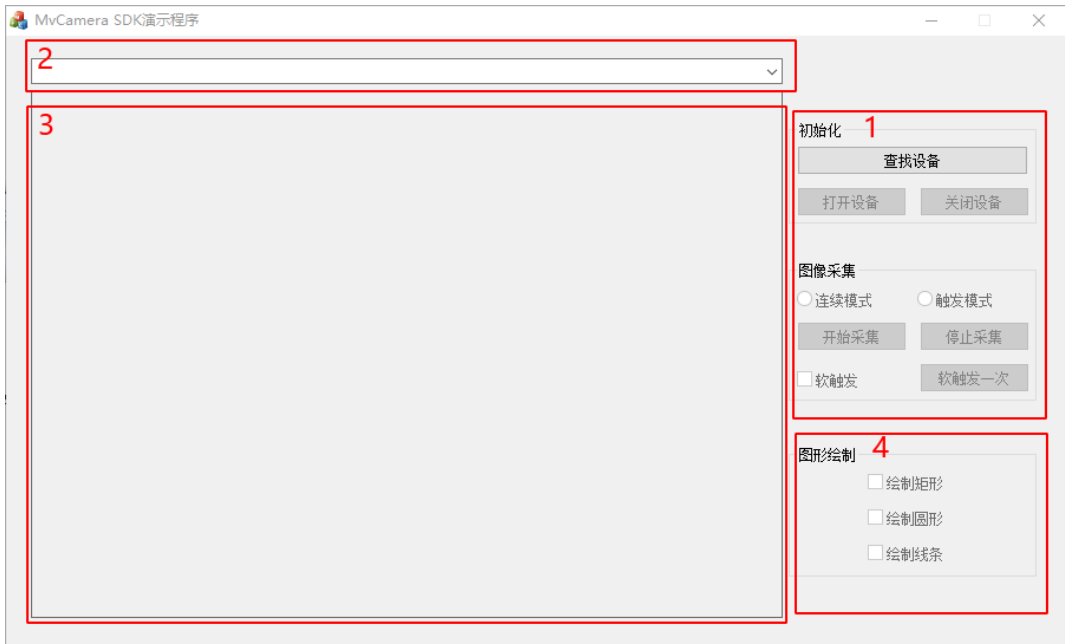 MvCamera SDK演示程序
2
3
1
初始化
查找设备
打开设备 关闭设备
图像采集
连续模式 触发模式
开始采集 停止采集
软触发 软触发一次
4
图形绘制
绘制矩形
绘制圆形
绘制线条